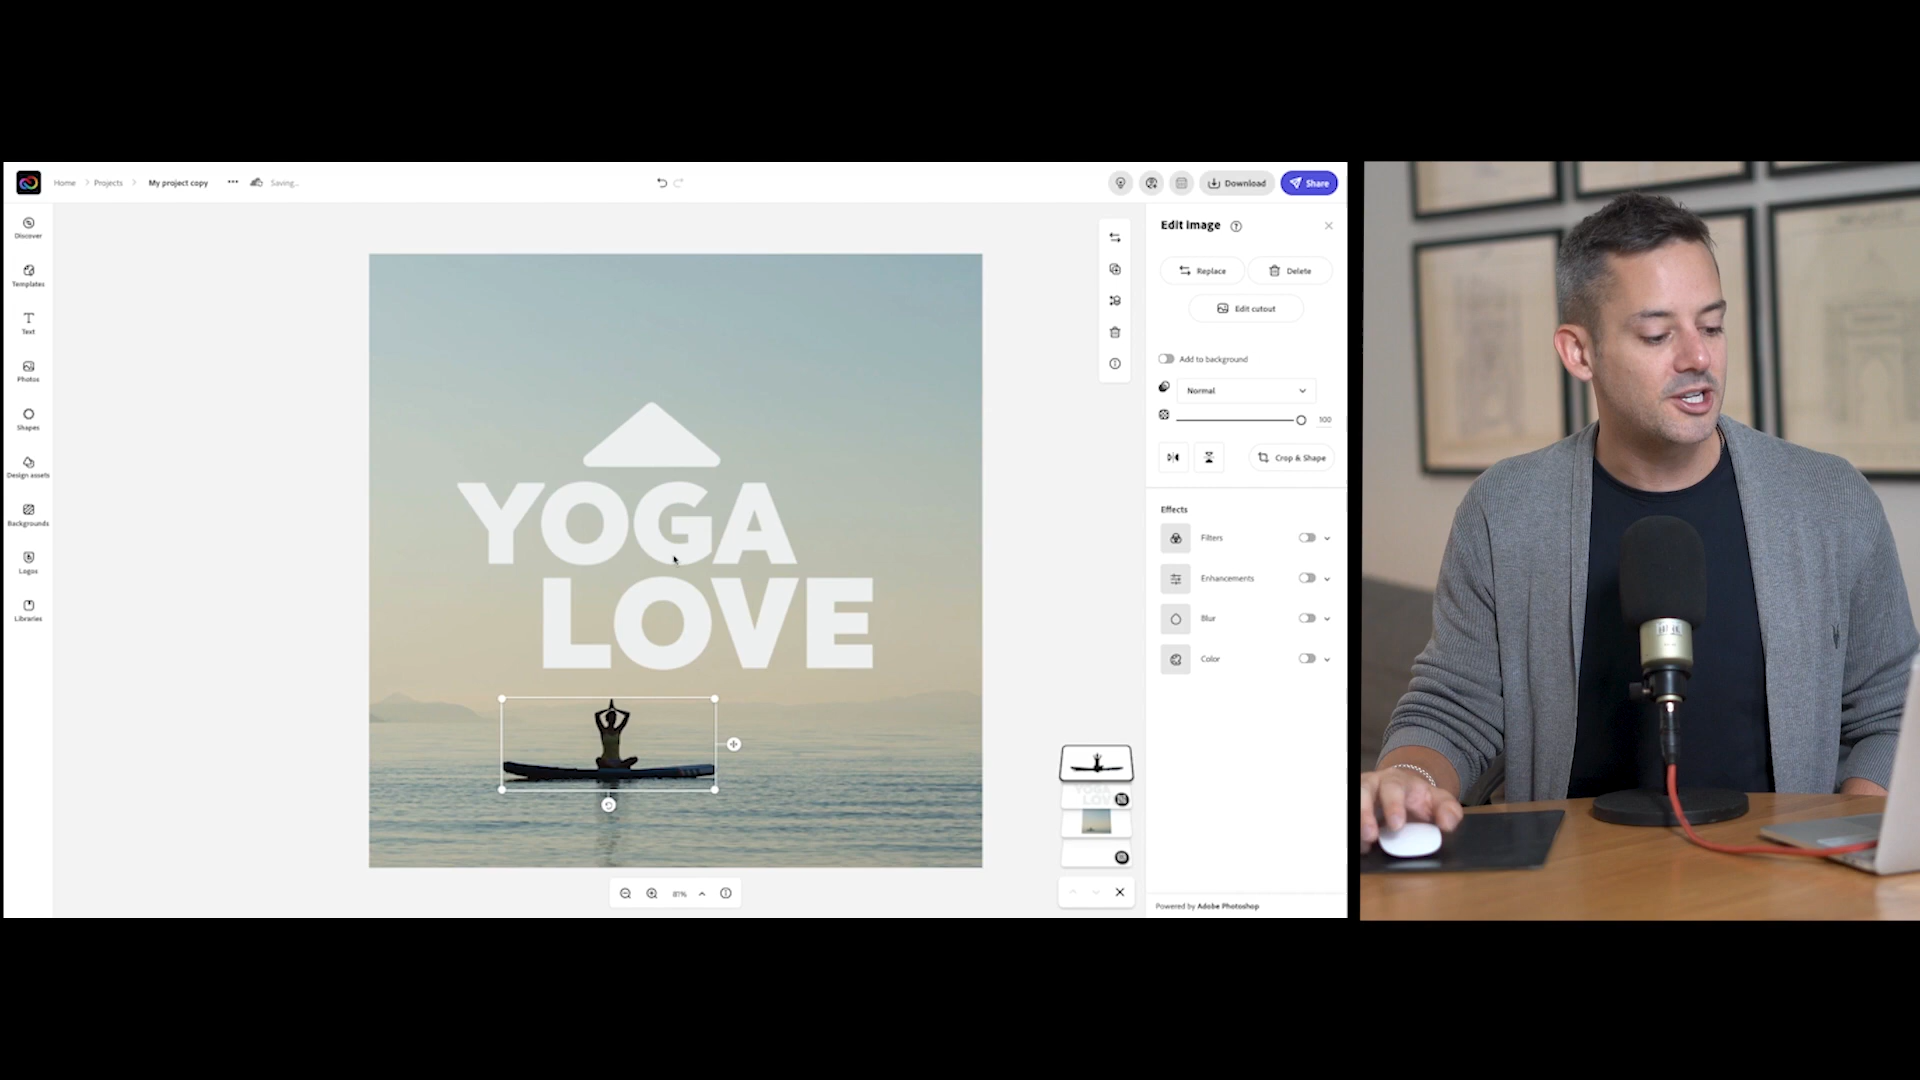 Home
Projects
My project copy
Saving...
Download
Share
Discover
Templates
Text
Photos
Shapes
Design assets
Backgrounds
Logos
Libraries
YOGA
LOVE
81%
Edit image
Replace
Delete
Edit cutout
Add to background
Normal
100
Crop & Shape
Effects
Filters
Enhancements
Blur
Color
Powered by Adobe Photoshop